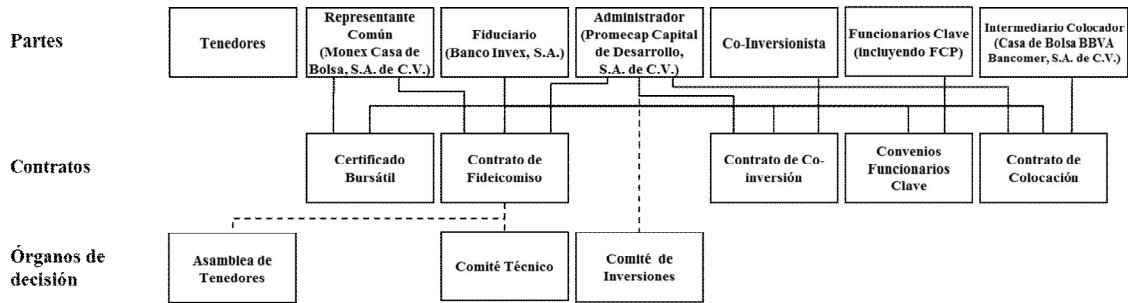 Partes
Tenedores
Representante
Común
(Monex Casa de
Bolsa, S.A. de C.V.)
Fiduciario
(Banco Invex, S.A.)
Administrador
(Promecap Capital
de Desarrollo,
S.A. de C.V.)
Co-Inversionista
Funcionarios Clave
(incluyendo FCP)
Intermediario Colocador
(Casa de Bolsa BBVA
Bancomer, S.A. de C.V.)
Contratos
Certificado
Bursátil
Contrato de
Fideicomiso
Contrato de Co-
inversión
Convenios
Funcionarios
Clave
Contrato de
Colocación
Órganos de
decisión
Asamblea de
Tenedores
Comité Técnico
Comité de
Inversiones